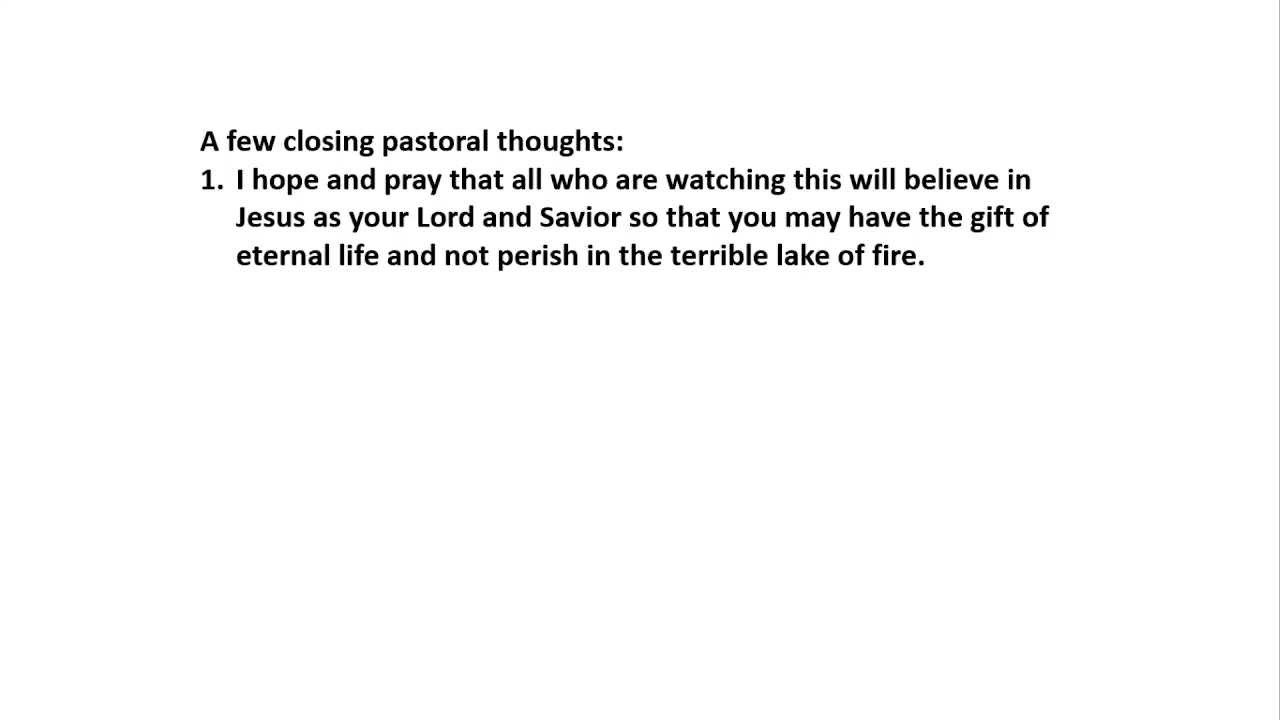 A few closing pastoral thoughts:
1. I hope and pray that all who are watching this will believe in
Jesus as your Lord and Savior so that you may have the gift of
eternal life and not perish in the terrible lake of fire.